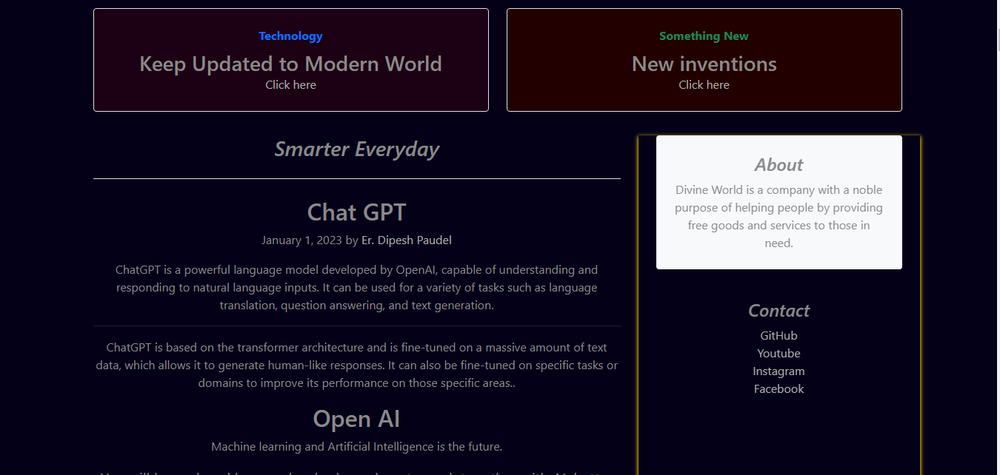 Technology
Keep Updated to Modern World
Click here
Something New
New inventions
Click here
Smarter Everyday
Chat GPT
January 1, 2023 by Er. Dipesh Paudel
ChatGPT is a powerful language model developed by OpenAI, capable of understanding and
responding to natural language inputs. It can be used for a variety of tasks such as language
translation, question answering, and text generation.
ChatGPT is based on the transformer architecture and is fine-tuned on a massive amount of text
data, which allows it to generate human-like responses. It can also be fine-tuned on specific tasks or
domains to improve its performance on those specific areas..
Open AI
Machine learning and Artificial Intelligence is the future.
About
Divine World is a company with a noble
purpose of helping people by providing
free goods and services to those in
need.
Contact
GitHub
Youtube
Instagram
Facebook